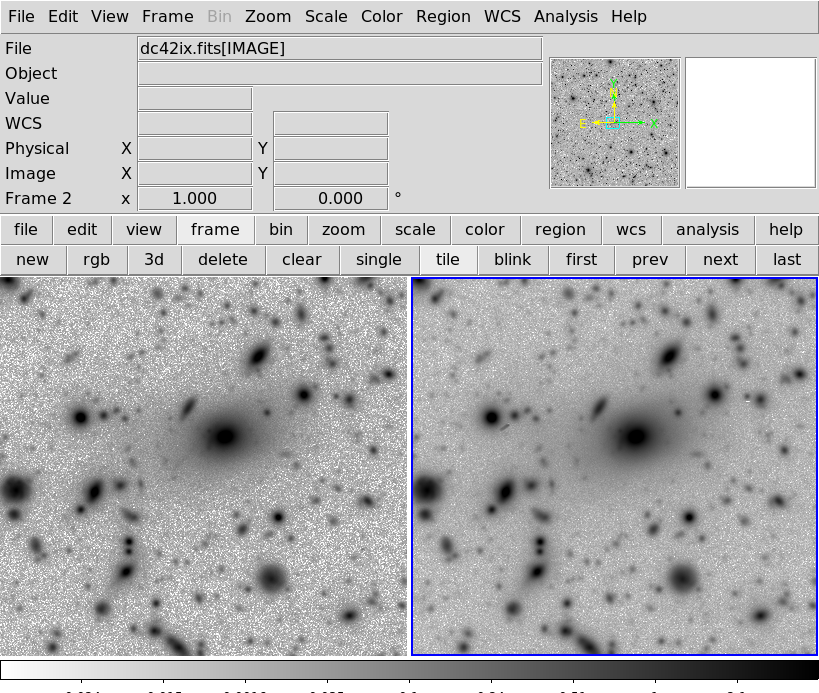 File Edit View Frame Bin Zoom Scale Color Region WCS Analysis Help
File dc42ix.fits[IMAGE]
Object
Value
WCS
Physical X Y
Image X Y
Frame 2 x 1.000 0.000 °
N
E X
file edit view frame bin zoom scale color region wcs analysis help
new rgb 3d delete clear single tile blink first prev next last